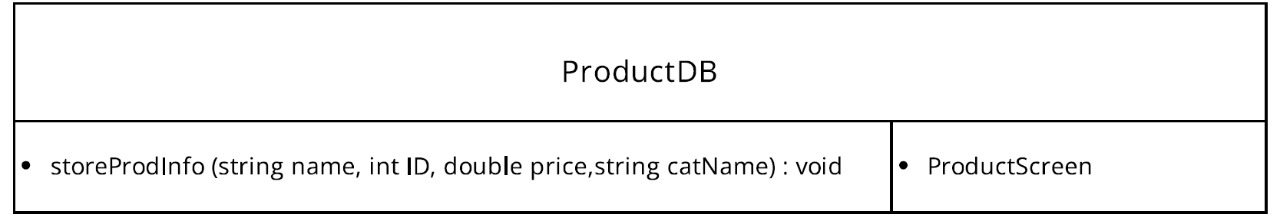 ProductDB
• storeProdInfo (string name, int ID, double price,string catName) : void
• ProductScreen